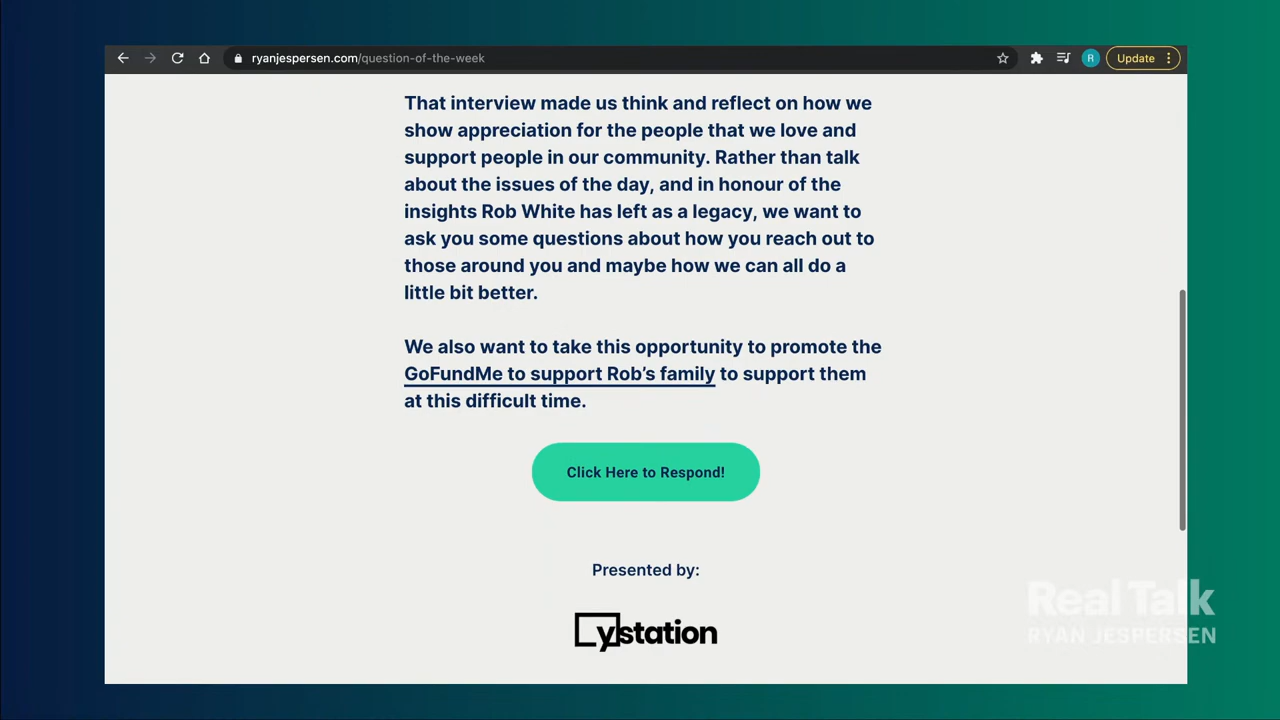 ryanjespersen.com/question-of-the-week
R
Update
That interview made us think and reflect on how we
show appreciation for the people that we love and
support people in our community. Rather than talk
about the issues of the day, and in honour of the
insights Rob White has left as a legacy, we want to
ask you some questions about how you reach out to
those around you and maybe how we can all do a
little bit better.
We also want to take this opportunity to promote the
GoFundMe to support Rob's family to support them
at this difficult time.
Click Here to Respond!
Presented by:
ystation
Real Talk
RYAN JESPERSEN